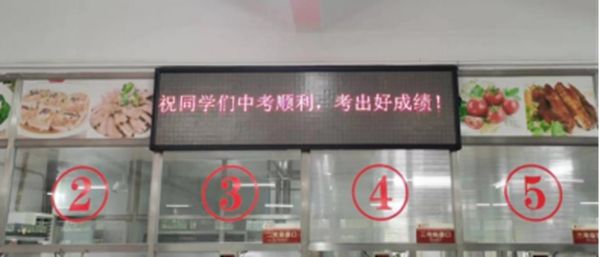 祝同学们中考顺利，考出好成绩！
② ③ ④ ⑤